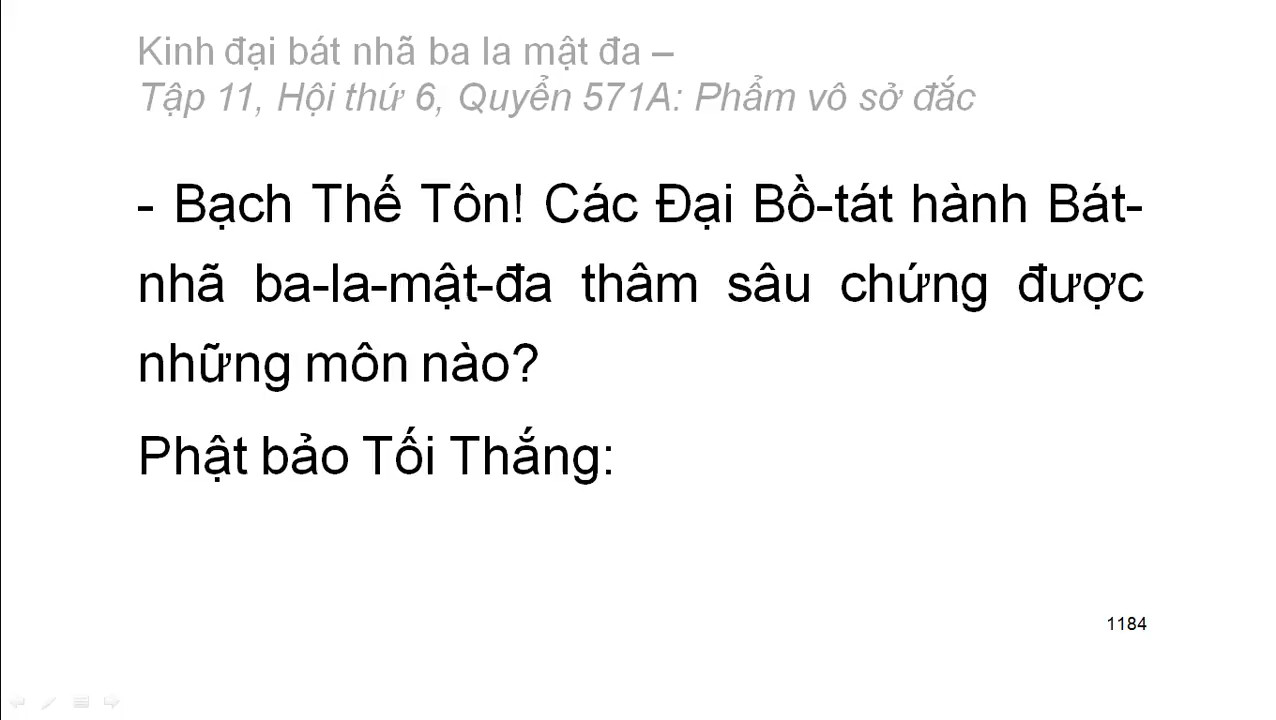 Kinh đại bát nhã ba la mật đa –
Tập 11, Hội thứ 6, Quyển 571A: Phẩm vô sở đắc
- Bạch Thế Tôn! Các Đại Bồ-tát hành Bát-
nhã ba-la-mật-đa thâm sâu chứng được
những môn nào?
Phật bảo Tối Thắng:
1184